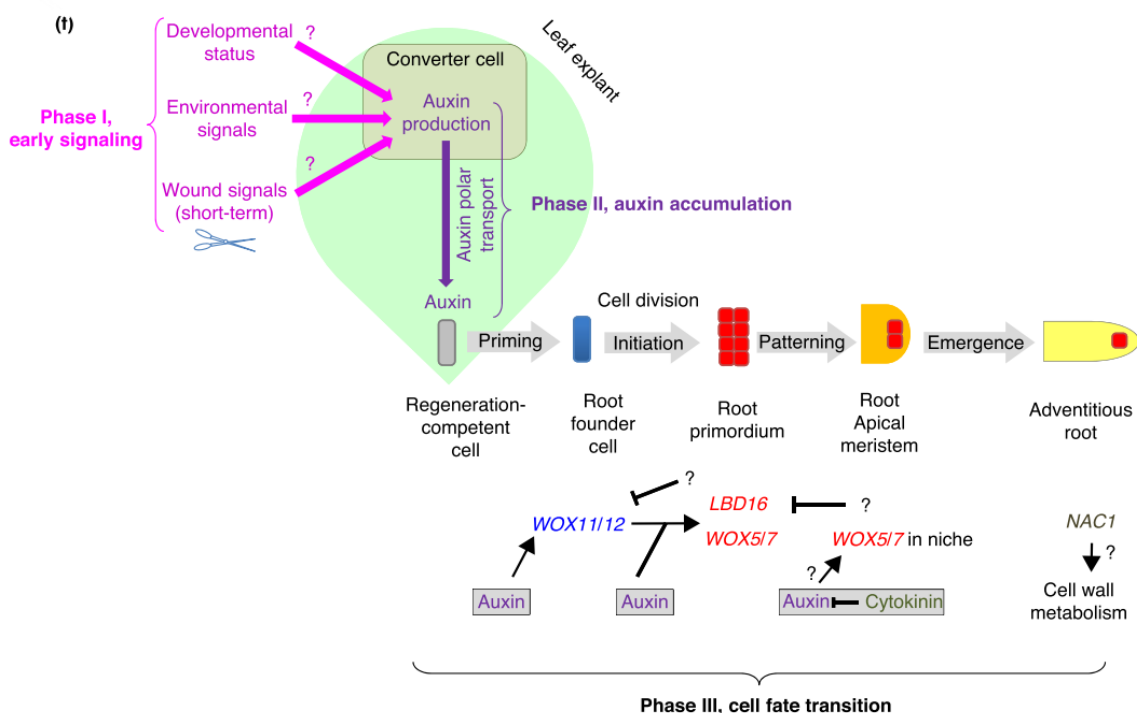 (f)
Developmental
status
?
Environmental
signals
?
Wound signals
(short-term)
?
Phase I,
early signaling
Converter cell
Leaf explant
Auxin
production
Auxin polar
transport
Phase II, auxin accumulation
Auxin
Cell division
Priming
Initiation
Patterning
Emergence
Regeneration-
competent
cell
Root
founder
cell
Root
primordium
Root
Apical
meristem
Adventitious
root
?
LBD16
?
WOX11/12
WOX5/7
WOX5/7 in niche
NAC1
?
?
Auxin
Auxin
Auxin
Cytokinin
Cell wall
metabolism
Phase III, cell fate transition